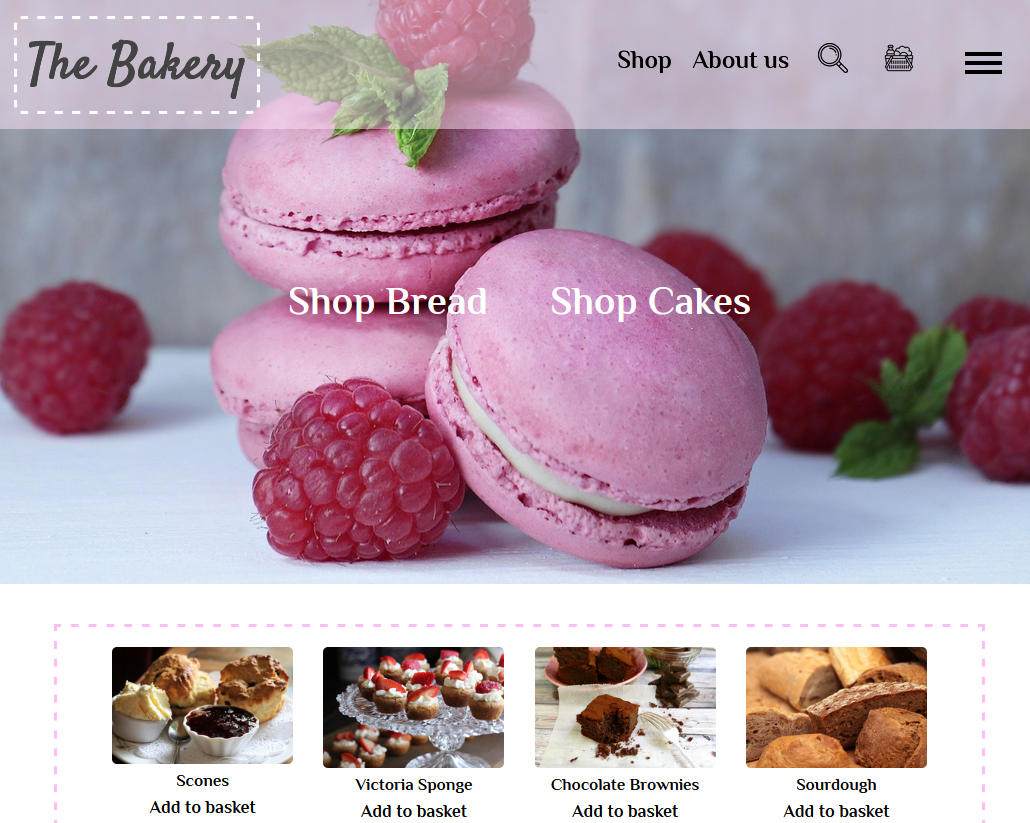 The Bakery
Shop About us
Shop Bread Shop Cakes
Scones
Add to basket
Victoria Sponge
Add to basket
Chocolate Brownies
Add to basket
Sourdough
Add to basket